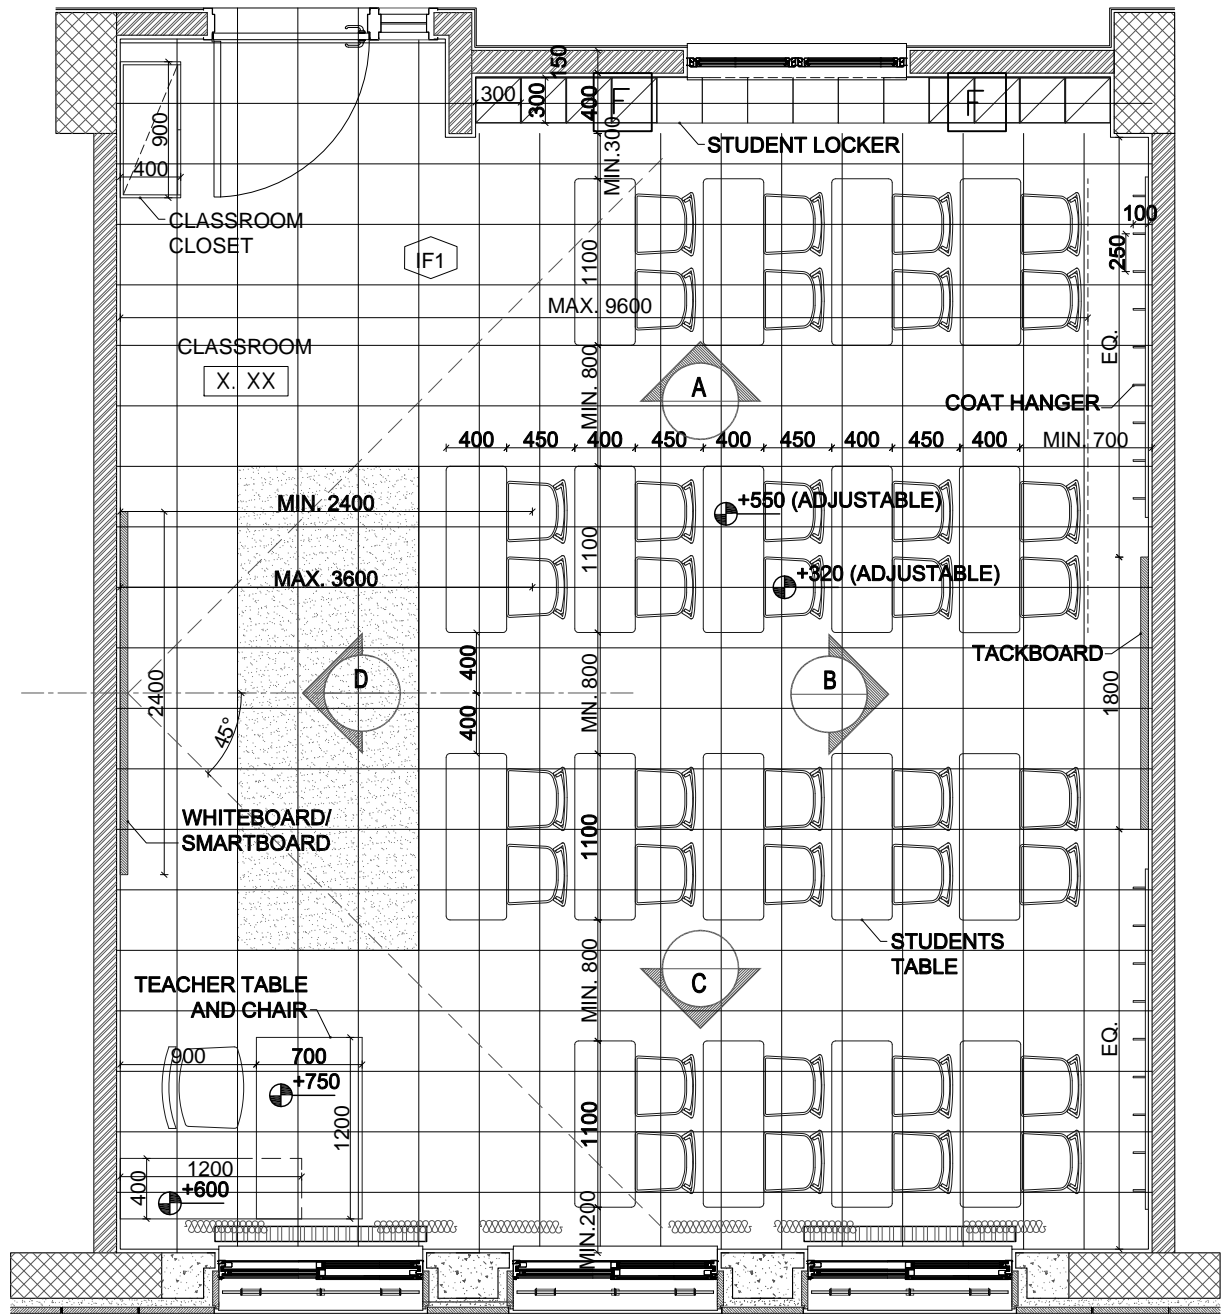 150
300
300
400
F
F
900
400
MIN.300
STUDENT LOCKER
CLASSROOM
CLOSET
IF1
100
250
1100
MAX. 9600
CLASSROOM
X. XX
EQ.
MIN. 800
A
COAT HANGER
400
450
400
450
400
450
400
450
400
MIN. 700
MIN. 2400
+550 (ADJUSTABLE)
1100
MAX. 3600
+320 (ADJUSTABLE)
400
TACKBOARD
2400
D
MN. 800
B
1800
45°
400
WHITEBOARD/
SMARTBOARD
1100
STUDENTS
TABLE
MIN. 800
C
TEACHER TABLE
AND CHAIR
EQ.
900
700
+750
1200
1100
1200
400
+600
MIN.200